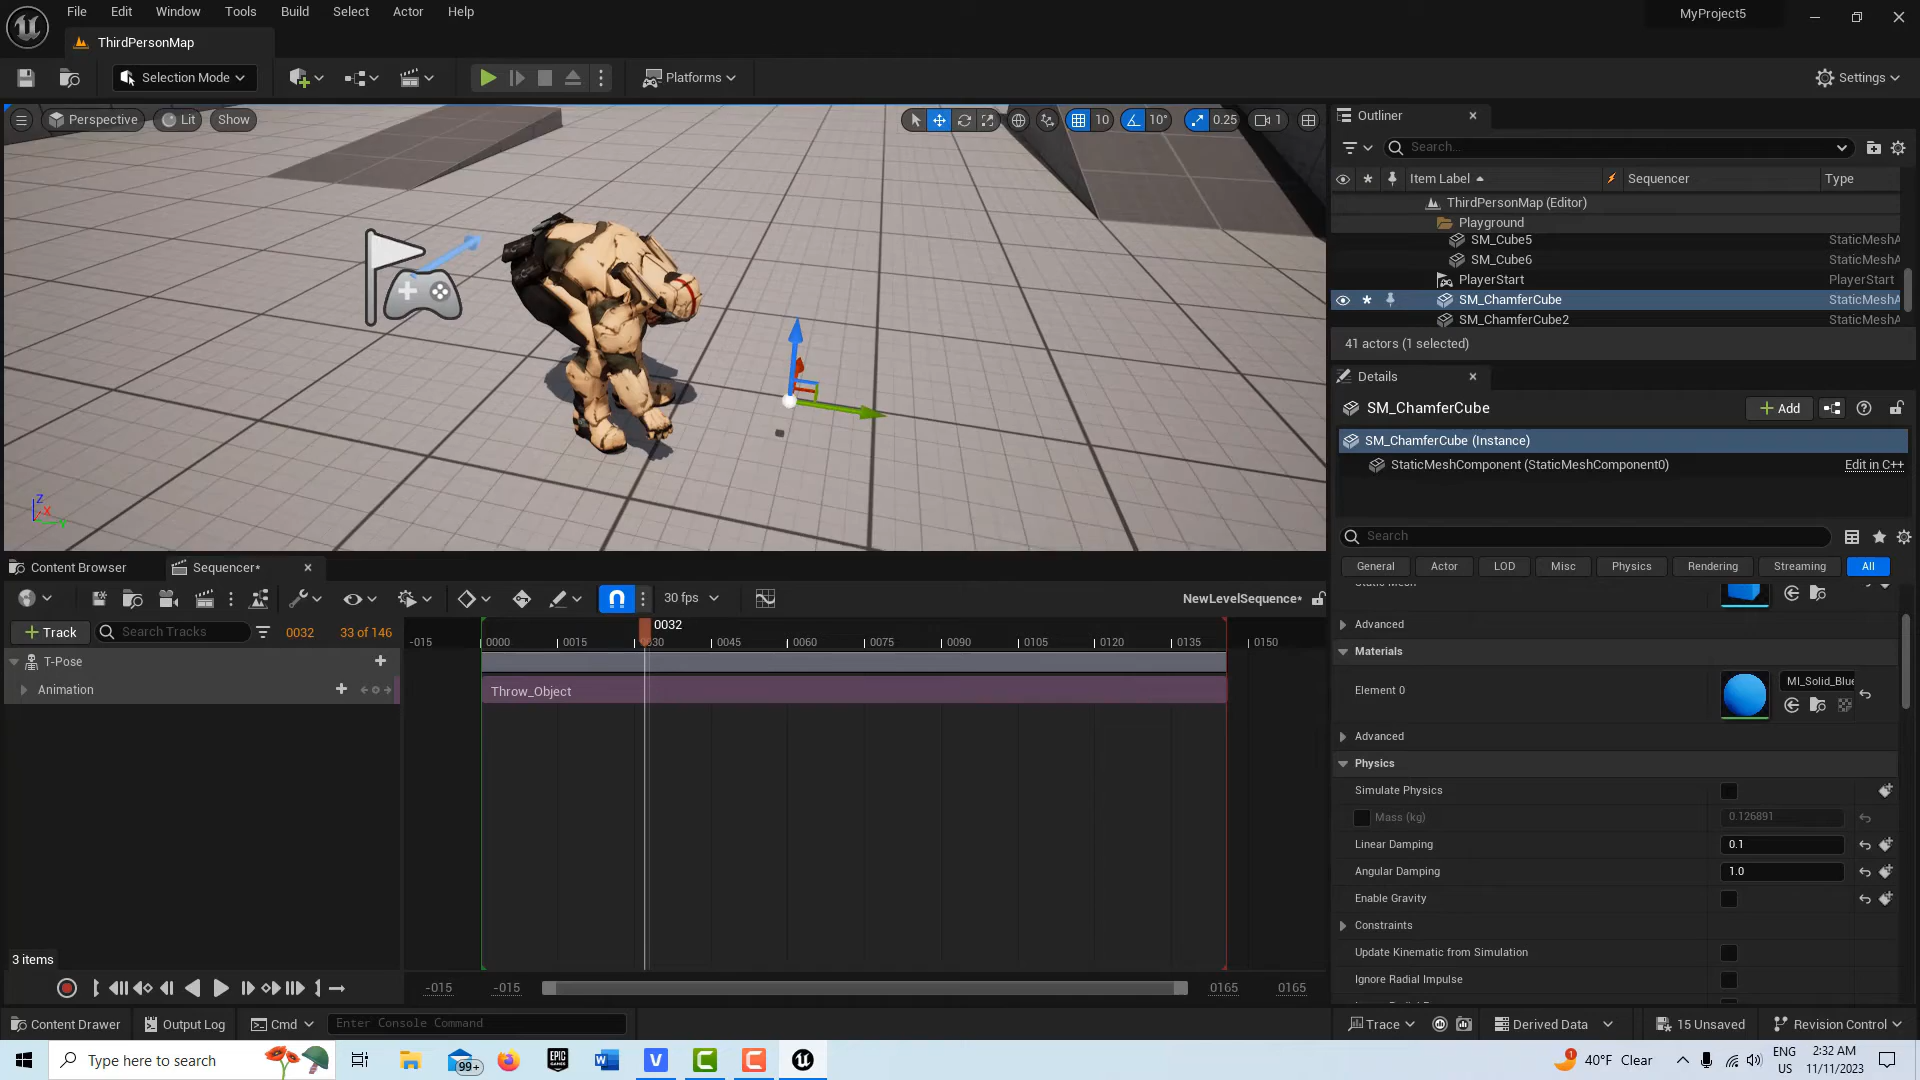 File Edit Window Tools Build Select Actor Help
MyProject5
ThirdPersonMap
Selection Mode
Platforms
Settings
Perspective
Lit
Show
10
10°
0.25
1
Z
X
Outliner
Search...
Item Label
Sequencer
Type
ThirdPersonMap (Editor)
Playground
SM_Cube5 StaticMeshA
SM_Cube6 StaticMeshA
PlayerStart PlayerStart
SM_ChamferCube StaticMeshA
SM_ChamferCube2 StaticMeshA
41 actors (1 selected)
Details
SM_ChamferCube
Add
SM_ChamferCube (Instance)
StaticMeshComponent (StaticMeshComponent0) Edit in C++
Search
General Actor LOD Misc Physics Rendering Streaming All
Advanced
Materials
Element 0
MI_Solid_Blue
Advanced
Physics
Simulate Physics
Mass (kg) 0.126891
Linear Damping 0.1
Angular Damping 1.0
Enable Gravity
Constraints
Update Kinematic from Simulation
Ignore Radial Impulse
Content Browser
Sequencer*
30 fps
NewLevelSequence*
Track
Search Tracks
0032
33 of 146
0032
-015 0000 0015 0045 0060 0075 0090 0105 0120 0135 0150
T-Pose
Animation
Throw_Object
3 items
-015 -015 0165 0165
Content Drawer
Output Log
Cmd
Enter Console Command
Trace
Derived Data
15 Unsaved
Revision Control
Type here to search
99+
EPIC GAMES
W
V
C
C
1
40°F Clear
ENG
US
2:32 AM
11/11/2023